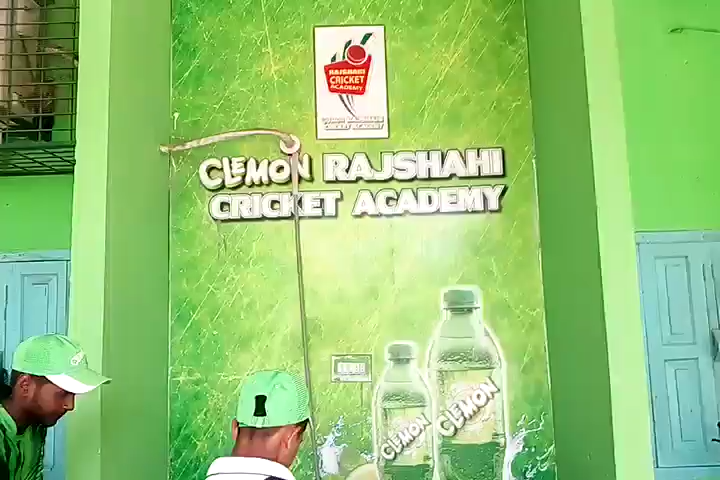 RAJSHAHI
CRICKET
ACADEMY
CLEMON RAJSHAHI
CRICKET ACADEMY
CLEMON
CLEMON